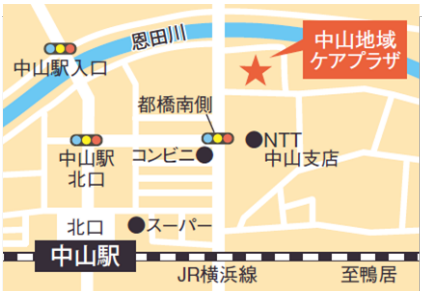 恩田川
中山地域
ケアプラザ
中山駅入口
都橋南側
中山駅
北口
コンビニ
NTT
中山支店
北口
スーパー
中山駅
JR横浜線
至鴨居